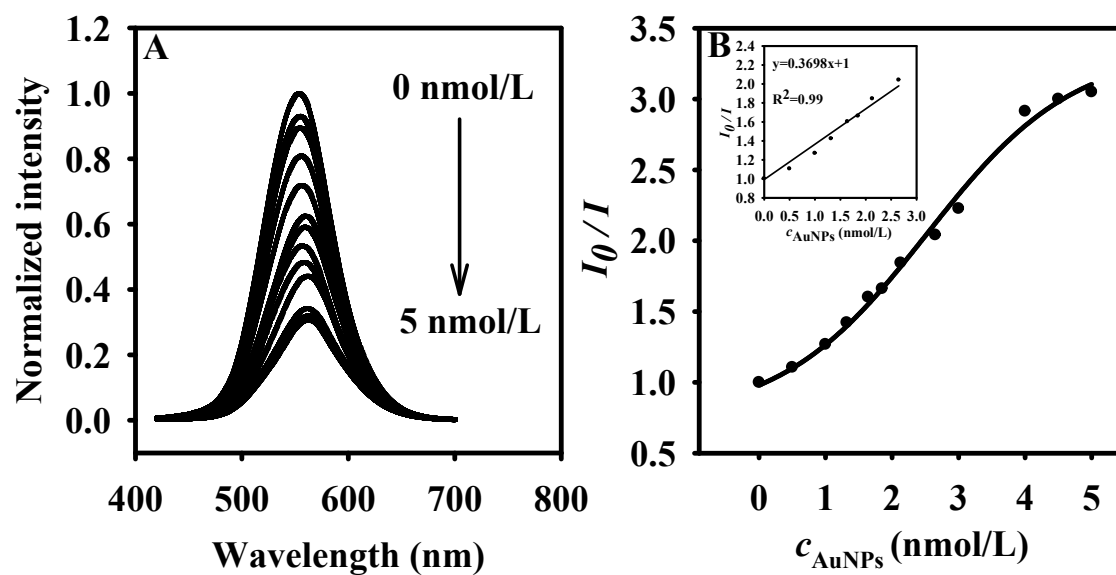 A
1.2
1.0
0.8
0.6
0.4
0.2
0.0
Normalized intensity
0 nmol/L
5 nmol/L
400 500 600 700 800
Wavelength (nm)
B
3.5
3.0
2.5
2.0
1.5
1.0
0.5
I0 / I
0 1 2 3 4 5
cAuNPs (nmol/L)
2.4
2.2
2.0
1.8
1.6
1.4
1.2
1.0
0.8
I0 / I
y=0.3698x+1
R2=0.99
0.0 0.5 1.0 1.5 2.0 2.5 3.0
cAuNPs (nmol/L)